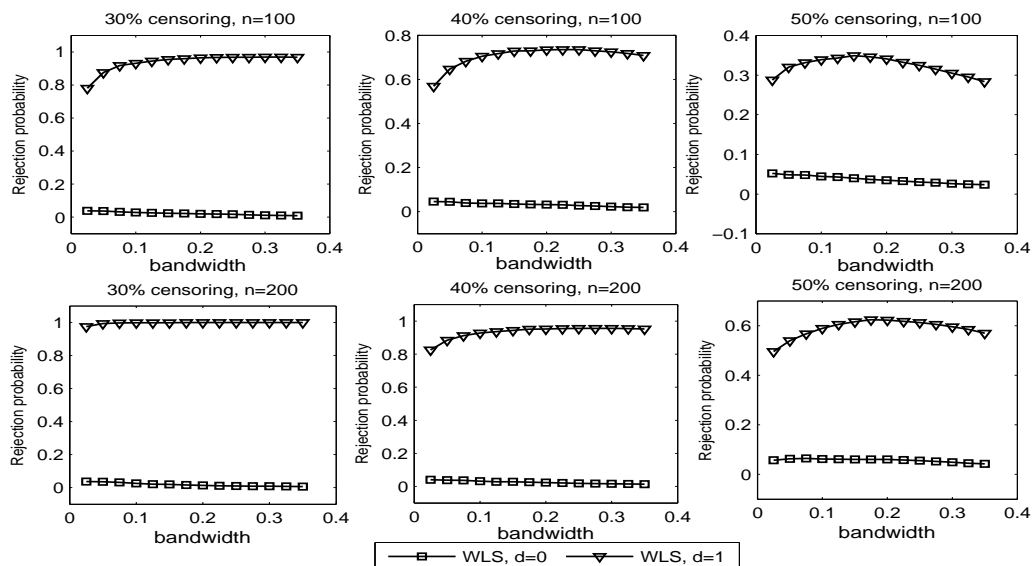 30% censoring, n=100
Rejection probability
1
0.8
0.6
0.4
0.2
0
0 0.1 0.2 0.3 0.4
bandwidth
40% censoring, n=100
Rejection probability
0.8
0.6
0.4
0.2
0
0 0.1 0.2 0.3 0.4
bandwidth
50% censoring, n=100
Rejection probability
0.4
0.3
0.2
0.1
0
−0.1
0 0.1 0.2 0.3 0.4
bandwidth
30% censoring, n=200
Rejection probability
1
0.8
0.6
0.4
0.2
0
0 0.1 0.2 0.3 0.4
bandwidth
40% censoring, n=200
Rejection probability
1
0.8
0.6
0.4
0.2
0
0 0.1 0.2 0.3 0.4
bandwidth
50% censoring, n=200
Rejection probability
0.6
0.4
0.2
0
0 0.1 0.2 0.3 0.4
bandwidth
WLS, d=0 WLS, d=1